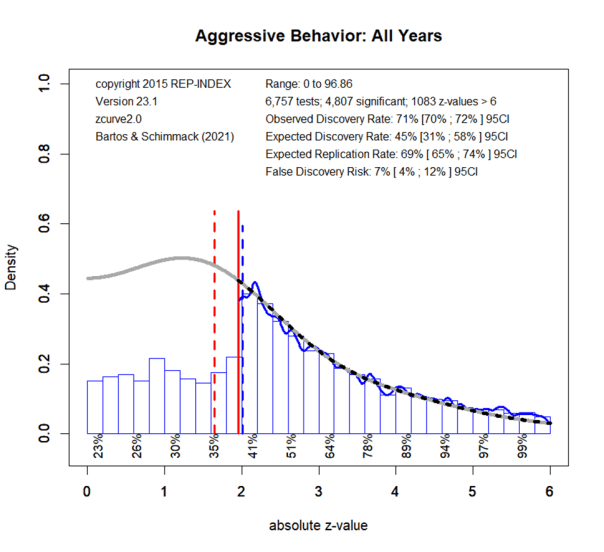 Aggressive Behavior: All Years
copyright 2015 REP-INDEX
Version 23.1
zcurve2.0
Bartos & Schimmack (2021)
Range: 0 to 96.86
6,757 tests; 4,807 significant; 1083 z-values > 6
Observed Discovery Rate: 71% [70% ; 72% ] 95CI
Expected Discovery Rate: 45% [31% ; 58% ] 95CI
Expected Replication Rate: 69% [ 65% ; 74% ] 95CI
False Discovery Risk: 7% [ 4% ; 12% ] 95CI
Density
1.0
0.8
0.6
0.4
0.2
0.0
23% 26% 30% 35% 41% 51% 64% 78% 89% 94% 97% 99%
0 1 2 3 4 5 6
absolute z-value